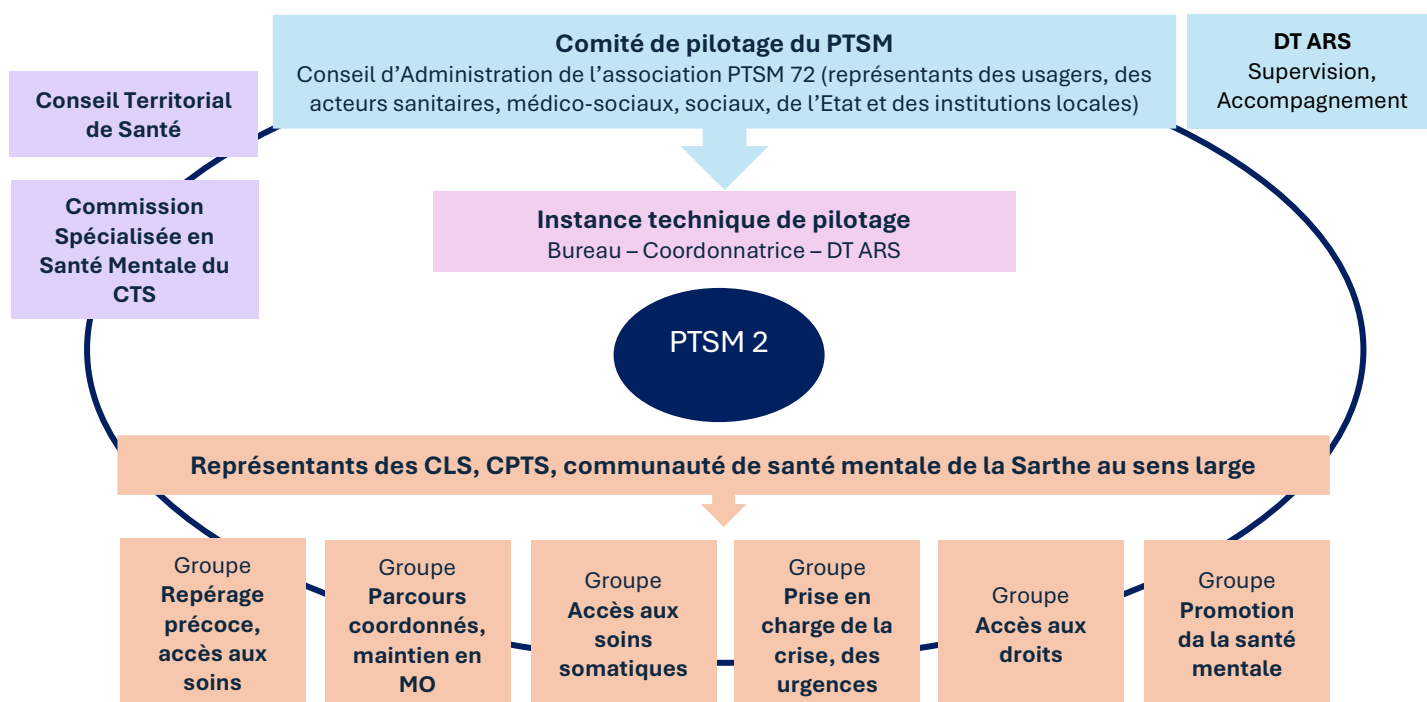 Comité de pilotage du PTSM
Conseil d’Administration de l’association PTSM 72 (représentants des usagers, des
acteurs sanitaires, médico-sociaux, sociaux, de l’Etat et des institutions locales)
DT ARS
Supervision,
Accompagnement
Conseil Territorial
de Santé
Commission
Spécialisée en
Santé Mentale du
CTS
Instance technique de pilotage
Bureau – Coordonnatrice – DT ARS
PTSM 2
Représentants des CLS, CPTS, communauté de santé mentale de la Sarthe au sens large
Groupe
Repérage
précoce,
accès aux
soins
Groupe
Parcours
coordonnés,
maintien en
MO
Groupe
Accès aux
soins
somatiques
Groupe
Prise en
charge de la
crise, des
urgences
Groupe
Accès aux
droits
Groupe
Promotion
da la santé
mentale